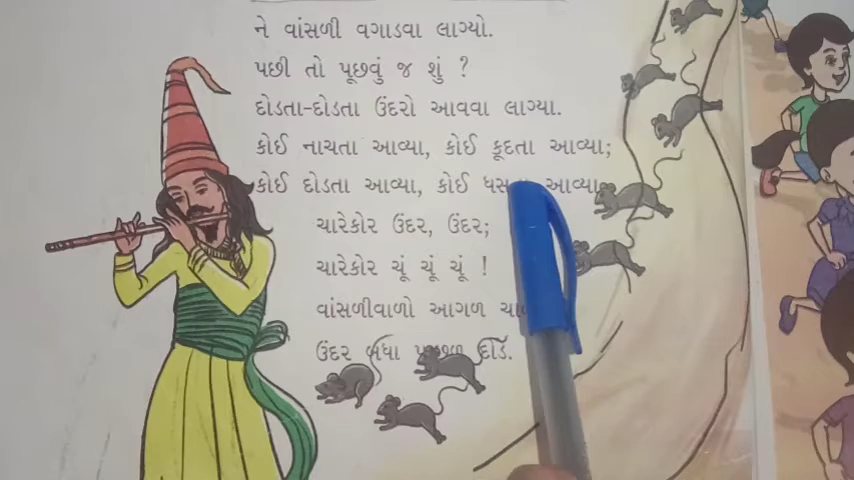 ને વાંસળી વગાડવા લાગ્યો.
પછી તો પૂછવું જ શું ?
દોડતા-દોડતા ઉંદરો આવવા લાગ્યા.
કોઈ નાચતા આવ્યા, કોઈ કૂદતા આવ્યા;
કોઈ દોડતા આવ્યા, કોઈ આવ્યા
ચારેકોર ઉંદર, ઉંદર;
ચારેકોર ચૂં ચૂં ચૂં !
વાંસળીવાળો આગળ
ઉંદર બધા દોડે.